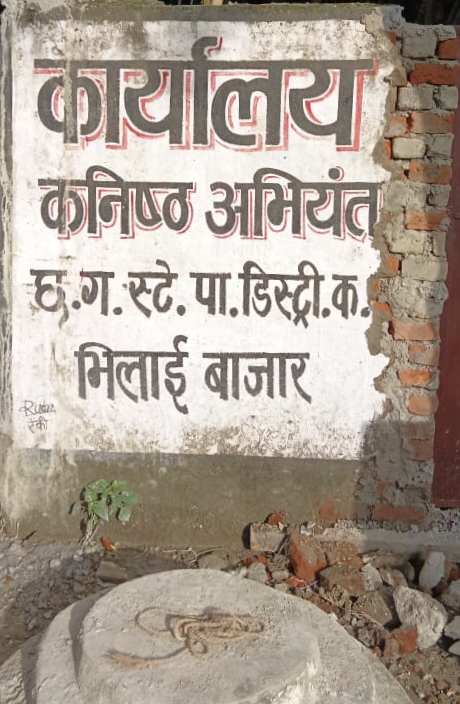 कार्यालय
कनिष्ठ अभियंत
छ.ग. स्टे. पा. डिस्ट्री. क.
भिलाई बाजार
रॉकी